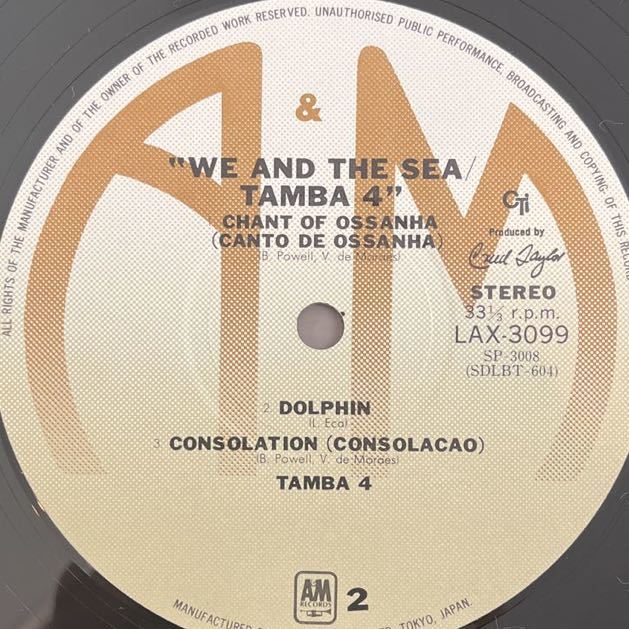 ALL RIGHTS OF THE MANUFACTURER AND OF THE OWNER OF THE RECORDED WORK RESERVED. UNAUTHORISED PUBLIC PERFORMANCE, BROADCASTING AND COPYING OF THIS RECORD
A & M
"WE AND THE SEA/
TAMBA 4"
CHANT OF OSSANHA
(CANTO DE OSSANHA)
(B. Powell, V. de Moraes)
CTi
Produced by
Creed Taylor
STEREO
33⅓ r.p.m.
LAX-3099
SP-3008
(SDLBT-604)
2. DOLPHIN
(L. Eca)
3. CONSOLATION (CONSOLACAO)
(B. Powell, V. de Moraes)
TAMBA 4
A&M
RECORDS
2
MANUFACTURED TOKYO, JAPAN.